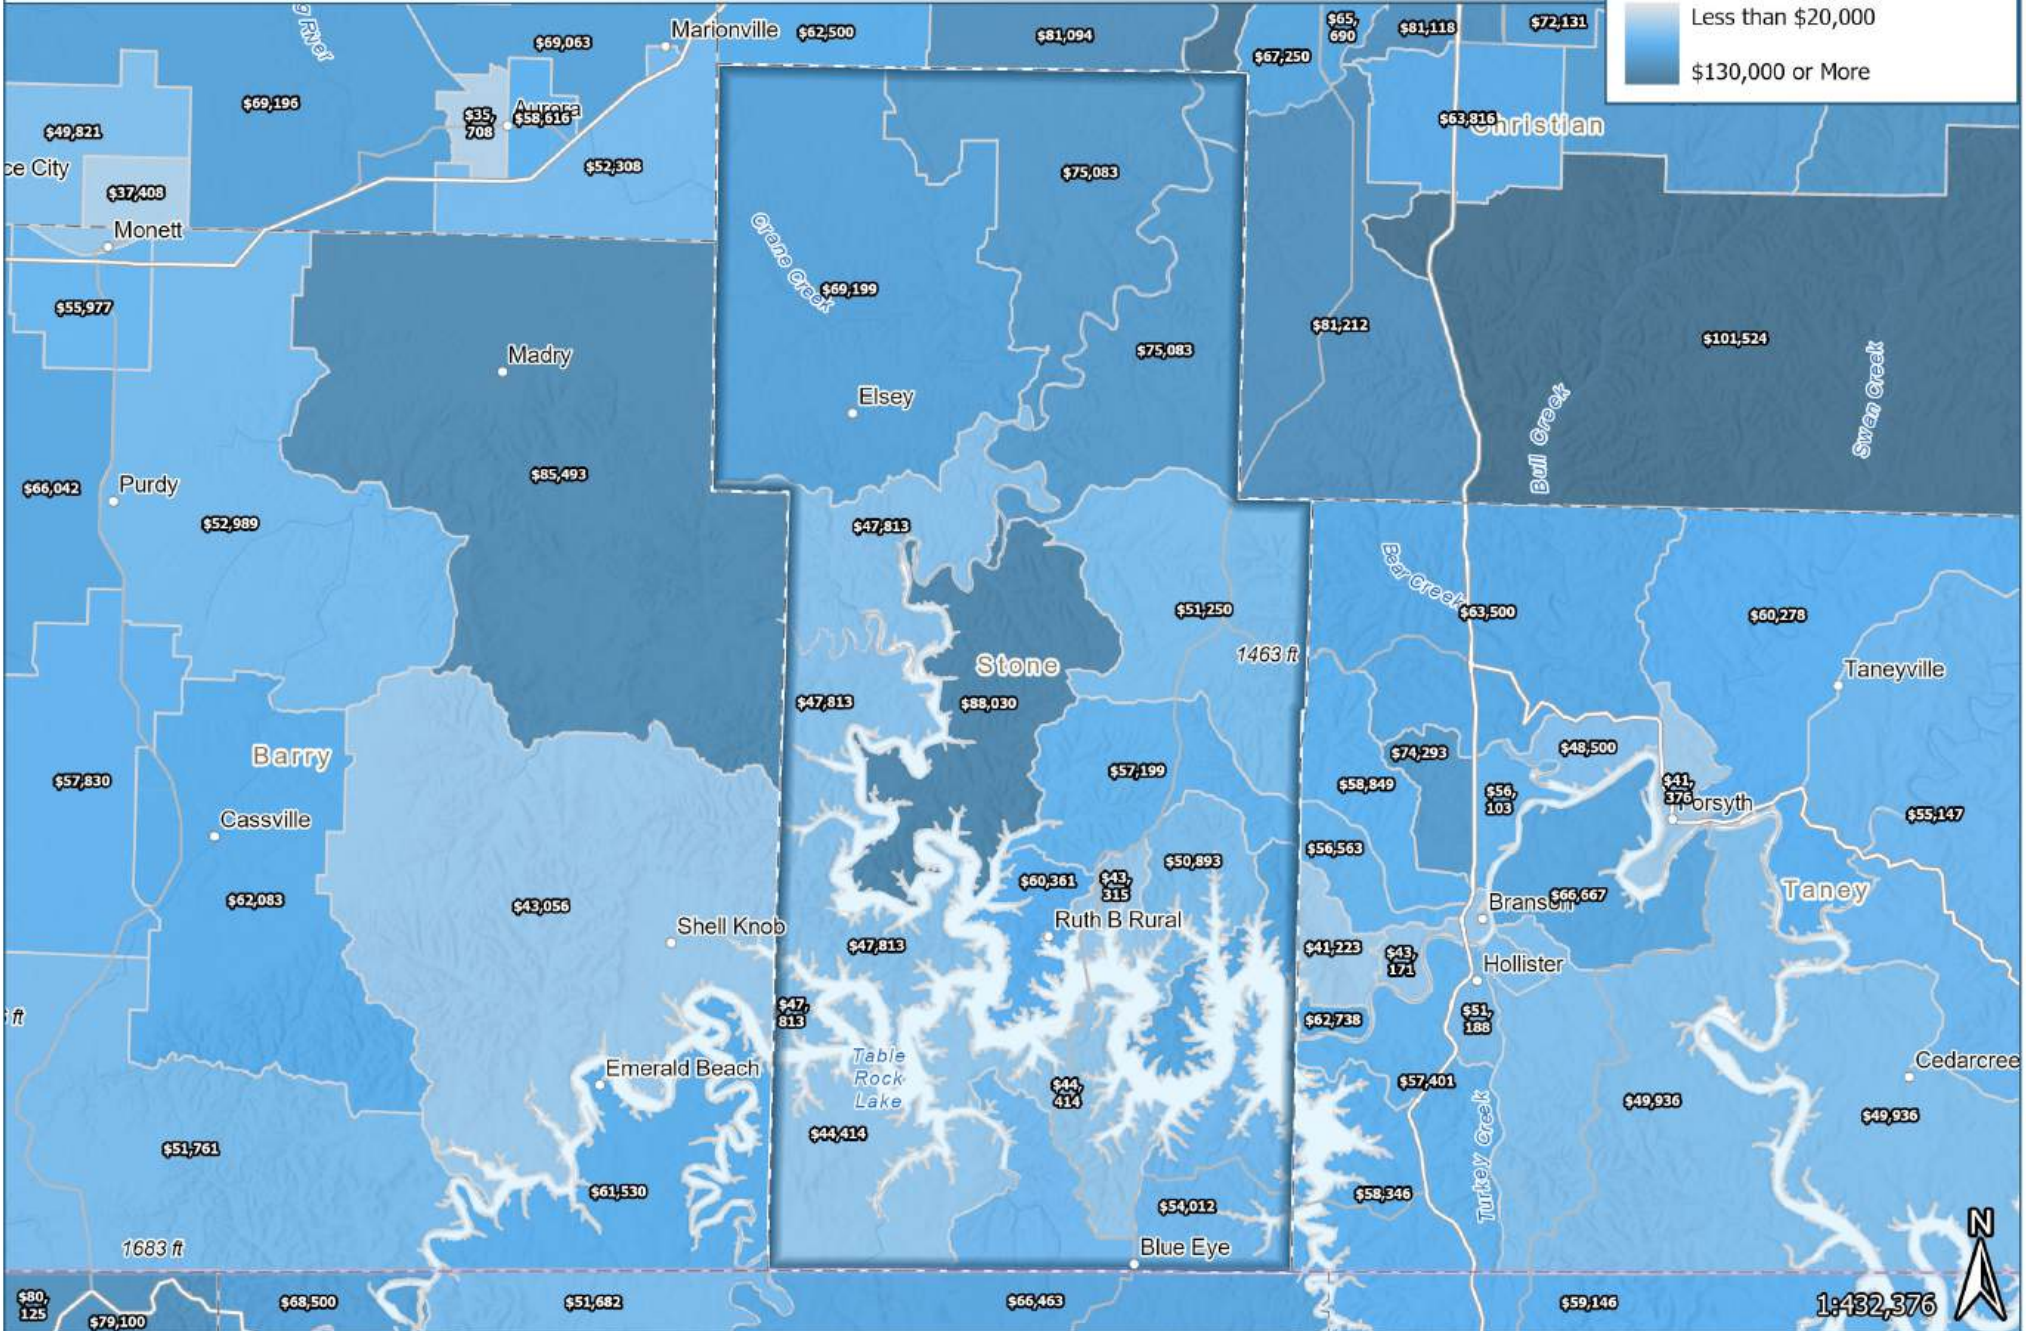 Less than $20,000
$130,000 or More
Marionville
$62,500
$81,094
$65,
690
$81,118
$72,131
$69,063
$67,250
$69,196
$35,
708
Aurora
$58,616
$63,816
Christian
$49,821
ce City
$37,408
$52,308
$75,083
Monett
Crane Creek
$69,199
$55,977
Madry
$75,083
$81,212
$101,524
Elsey
Bull Creek
Swan Creek
$85,493
$66,042
Purdy
$52,989
$47,813
Bear Creek
$63,500
$51,250
$60,278
Stone
1463 ft
Taneyville
$47,813
$88,030
Barry
$57,199
$74,293
$48,500
$57,830
$58,849
$56,
103
$41,
376
Forsyth
$55,147
Cassville
$56,563
$50,893
$60,361
$43,
315
$62,083
$43,056
Shell Knob
Ruth B Rural
Branson
$66,667
Taney
$47,813
$41,223
$43,
171
Hollister
$47,
813
$62,738
$51,
188
ft
Emerald Beach
Table
Rock
Lake
$44,
414
$57,401
Cedarcree
$49,936
$49,936
$44,414
Turkey Creek
$51,761
$61,530
$54,012
$58,346
1683 ft
Blue Eye
N
$80,
125
$79,100
$68,500
$51,682
$66,463
$59,146
1:432,376